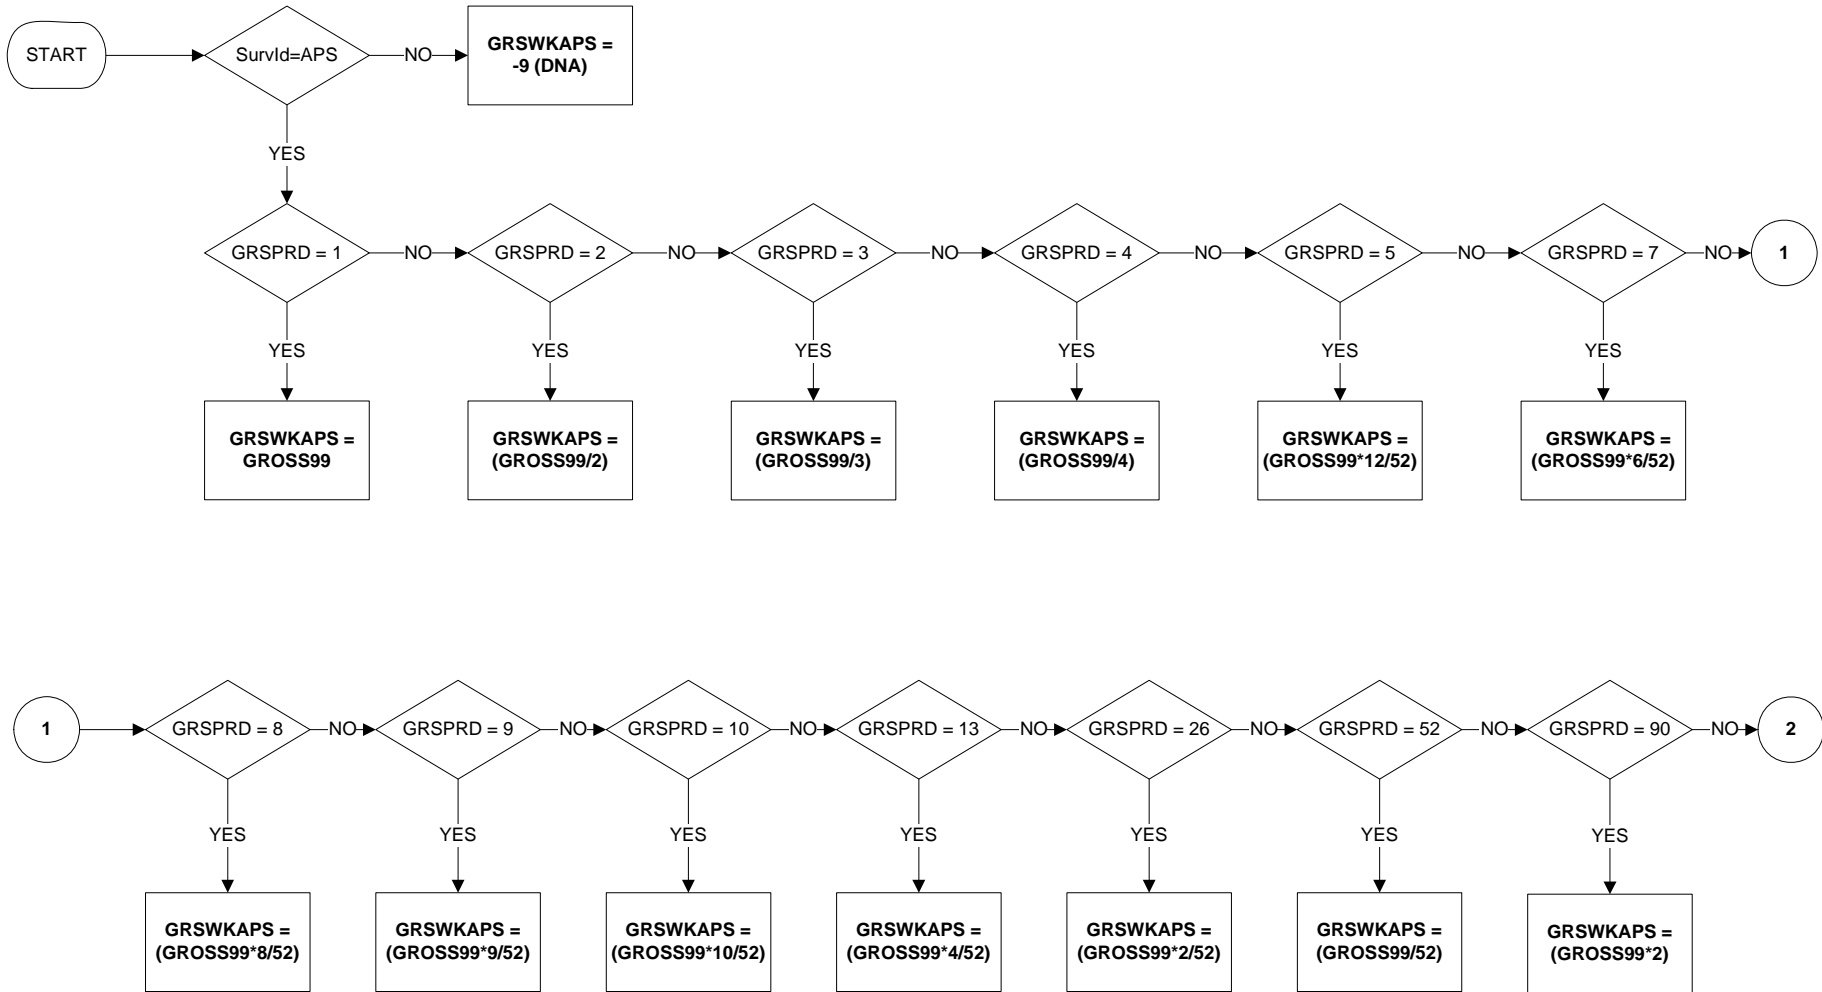 START
SurvId=APS
NO
GRSWKAPS =
-9 (DNA)
YES
GRSPRD = 1
NO
GRSPRD = 2
NO
GRSPRD = 3
NO
GRSPRD = 4
NO
GRSPRD = 5
NO
GRSPRD = 7
NO
1
YES
YES
YES
YES
YES
YES
GRSWKAPS =
GROSS99
GRSWKAPS =
(GROSS99/2)
GRSWKAPS =
(GROSS99/3)
GRSWKAPS =
(GROSS99/4)
GRSWKAPS =
(GROSS99*12/52)
GRSWKAPS =
(GROSS99*6/52)
1
GRSPRD = 8
NO
GRSPRD = 9
NO
GRSPRD = 10
NO
GRSPRD = 13
NO
GRSPRD = 26
NO
GRSPRD = 52
NO
GRSPRD = 90
NO
2
YES
YES
YES
YES
YES
YES
YES
GRSWKAPS =
(GROSS99*8/52)
GRSWKAPS =
(GROSS99*9/52)
GRSWKAPS =
(GROSS99*10/52)
GRSWKAPS =
(GROSS99*4/52)
GRSWKAPS =
(GROSS99*2/52)
GRSWKAPS =
(GROSS99/52)
GRSWKAPS =
(GROSS99*2)